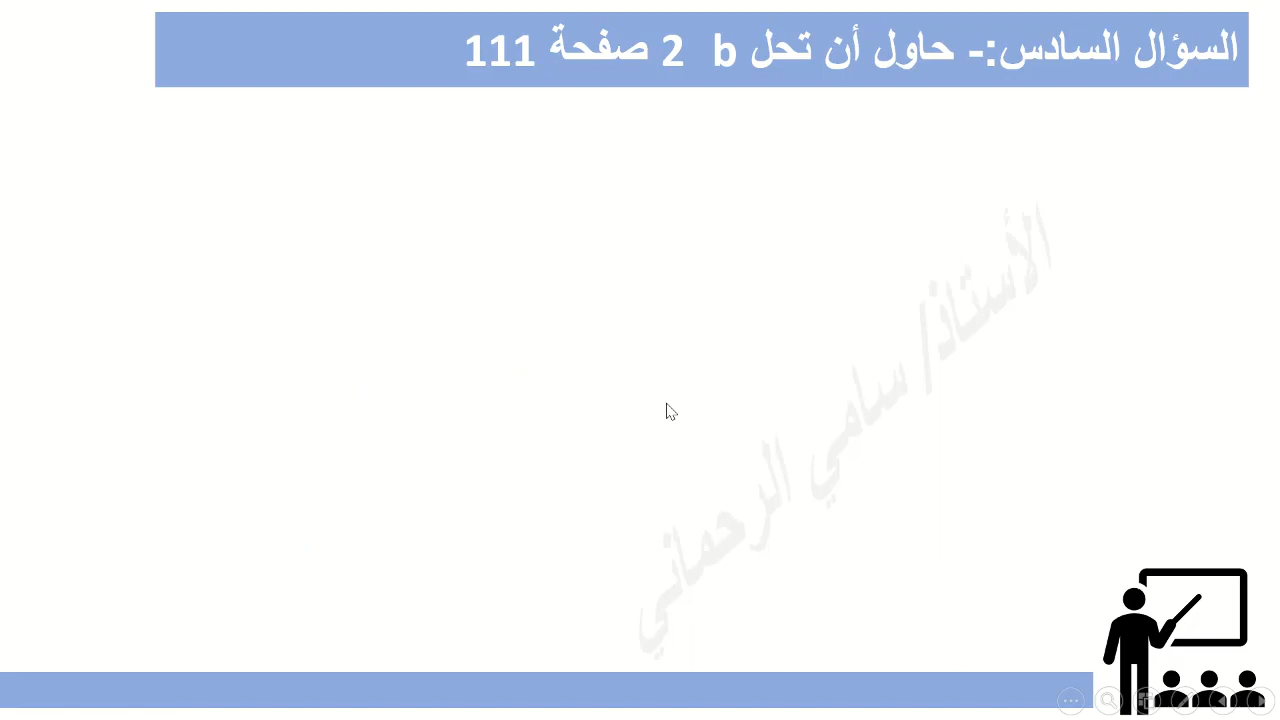 السؤال السادس:- حاول أن تحل 2 b صفحة 111
الأستاذ/ سامي الرحماني